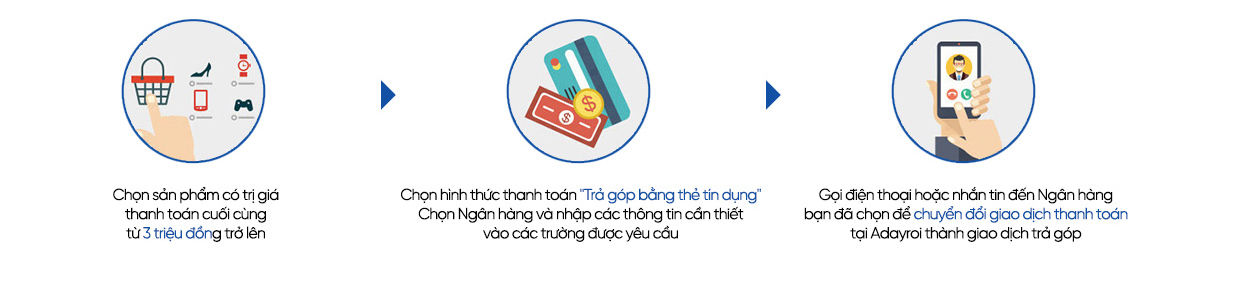 Chọn sản phẩm có trị giá
thanh toán cuối cùng
từ 3 triệu đồng trở lên
Chọn hình thức thanh toán "Trả góp bằng thẻ tín dụng"
Chọn Ngân hàng và nhập các thông tin cần thiết
vào các trường được yêu cầu
Gọi điện thoại hoặc nhắn tin đến Ngân hàng
bạn đã chọn để chuyển đổi giao dịch thanh toán
tại Adayroi thành giao dịch trả góp